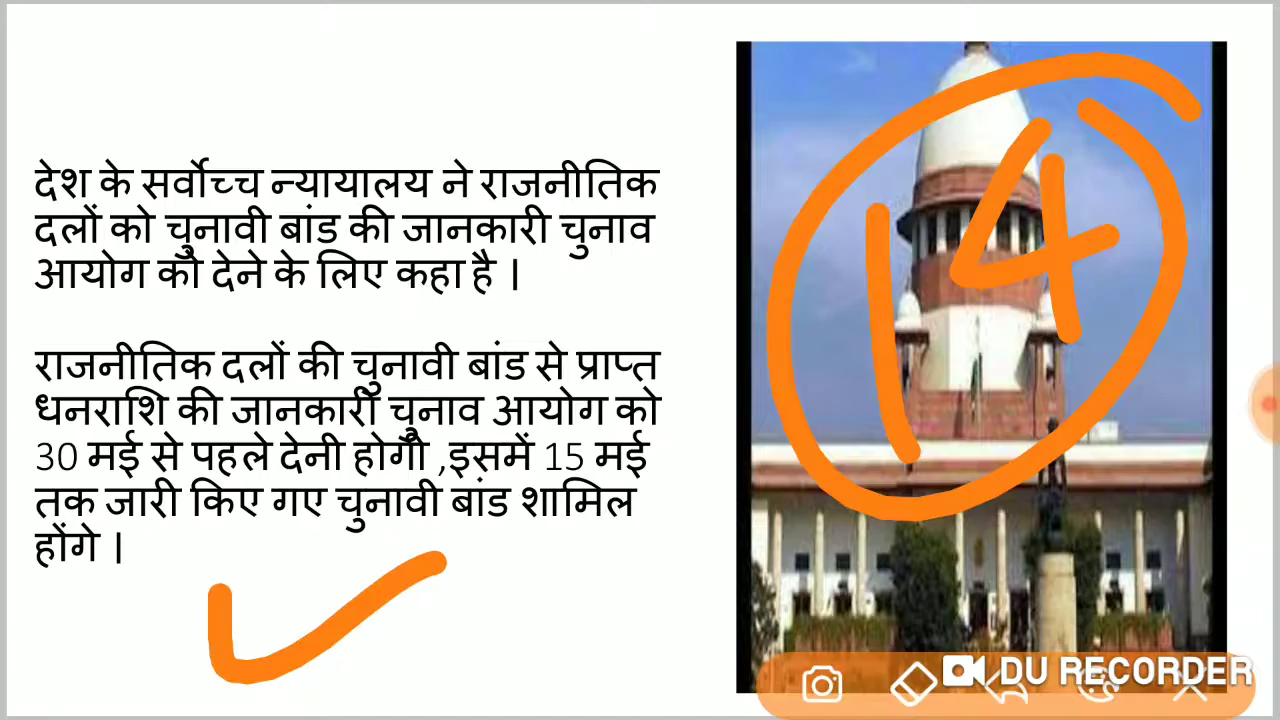 देश के सर्वोच्च न्यायालय ने राजनीतिक
दलों को चुनावी बांड की जानकारी चुनाव
आयोग को देने के लिए कहा है ।
राजनीतिक दलों की चुनावी बांड से प्राप्त
धनराशि की जानकारी चुनाव आयोग को
30 मई से पहले देनी होगी ,इसमें 15 मई
तक जारी किए गए चुनावी बांड शामिल
होंगे ।
14
DU RECORDER